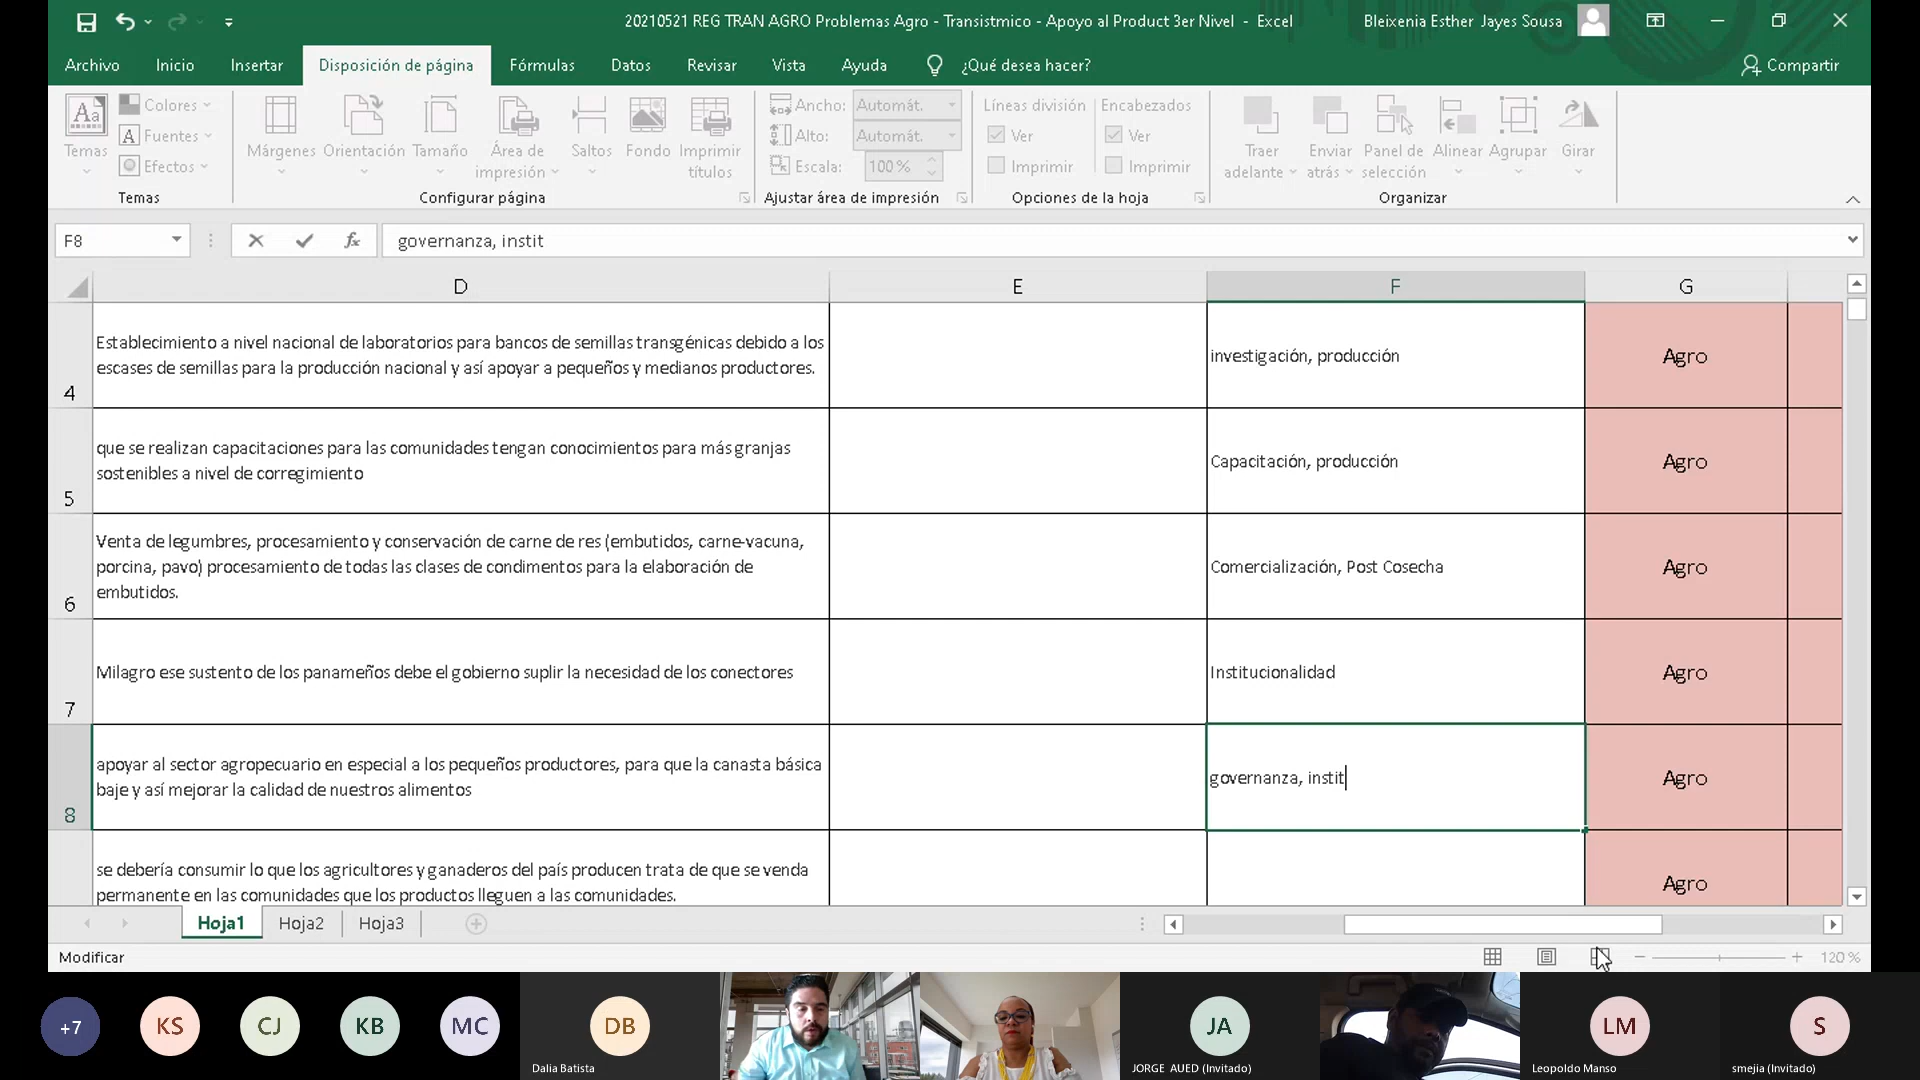 20210521 REG TRAN AGRO Problemas Agro - Transistmico - Apoyo al Product 3er Nivel - Excel
Bleixenia Esther Jayes Sousa
Archivo Inicio Insertar Disposición de página Fórmulas Datos Revisar Vista Ayuda ¿Qué desea hacer? Compartir
Temas
Colores
Fuentes
Efectos
Temas
Márgenes
Orientación
Tamaño
Área de impresión
Saltos
Fondo
Imprimir títulos
Configurar página
Ancho: Automát.
Alto: Automát.
Escala: 100 %
Ajustar área de impresión
Líneas división
Ver
Imprimir
Encabezados
Ver
Imprimir
Opciones de la hoja
Traer adelante
Enviar atrás
Panel de selección
Alinear
Agrupar
Girar
Organizar
F8
fx
governanza, instit
D E F G
4
Establecimiento a nivel nacional de laboratorios para bancos de semillas transgénicas debido a los
escases de semillas para la producción nacional y así apoyar a pequeños y medianos productores.
investigación, producción
Agro
5
que se realizan capacitaciones para las comunidades tengan conocimientos para más granjas
sostenibles a nivel de corregimiento
Capacitación, producción
Agro
6
Venta de legumbres, procesamiento y conservación de carne de res (embutidos, carne-vacuna,
porcina, pavo) procesamiento de todas las clases de condimentos para la elaboración de
embutidos.
Comercialización, Post Cosecha
Agro
7
Milagro ese sustento de los panameños debe el gobierno suplir la necesidad de los conectores
Institucionalidad
Agro
8
apoyar al sector agropecuario en especial a los pequeños productores, para que la canasta básica
baje y así mejorar la calidad de nuestros alimentos
governanza, instit
Agro
se debería consumir lo que los agricultores y ganaderos del país producen trata de que se venda
permanente en las comunidades que los productos lleguen a las comunidades.
Agro
Hoja1 Hoja2 Hoja3
Modificar
120 %
+7
KS
CJ
KB
MC
DB
Dalia Batista
JA
JORGE AUED (Invitado)
LM
Leopoldo Manso
S
smejia (Invitado)